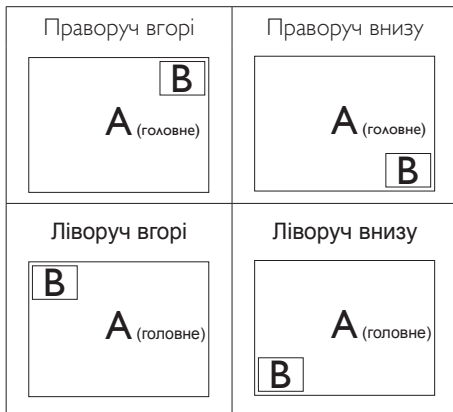 Праворуч вгорі
B
A (головне)
Праворуч внизу
A (головне)
B
Ліворуч вгорі
B
A (головне)
Ліворуч внизу
A (головне)
B